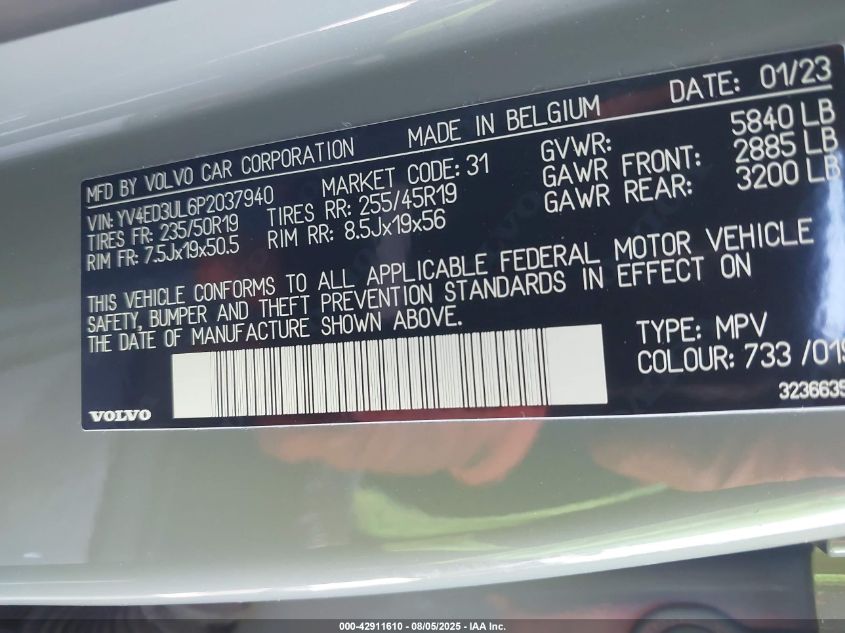 MFD BY VOLVO CAR CORPORATION MADE IN BELGIUM DATE: 01/23
VIN: YV4ED3UL6P2037940 MARKET CODE: 31 GVWR: 5840 LB
TIRES FR: 235/50R19 TIRES RR: 255/45R19 GAWR FRONT: 2885 LB
RIM FR: 7.5Jx19x50.5 RIM RR: 8.5Jx19x56 GAWR REAR: 3200 LB
THIS VEHICLE CONFORMS TO ALL APPLICABLE FEDERAL MOTOR VEHICLE
SAFETY, BUMPER AND THEFT PREVENTION STANDARDS IN EFFECT ON
THE DATE OF MANUFACTURE SHOWN ABOVE.
TYPE: MPV
COLOUR: 733 /019
3236635
VOLVO
000-42911610 - 08/05/2025 - IAA Inc.